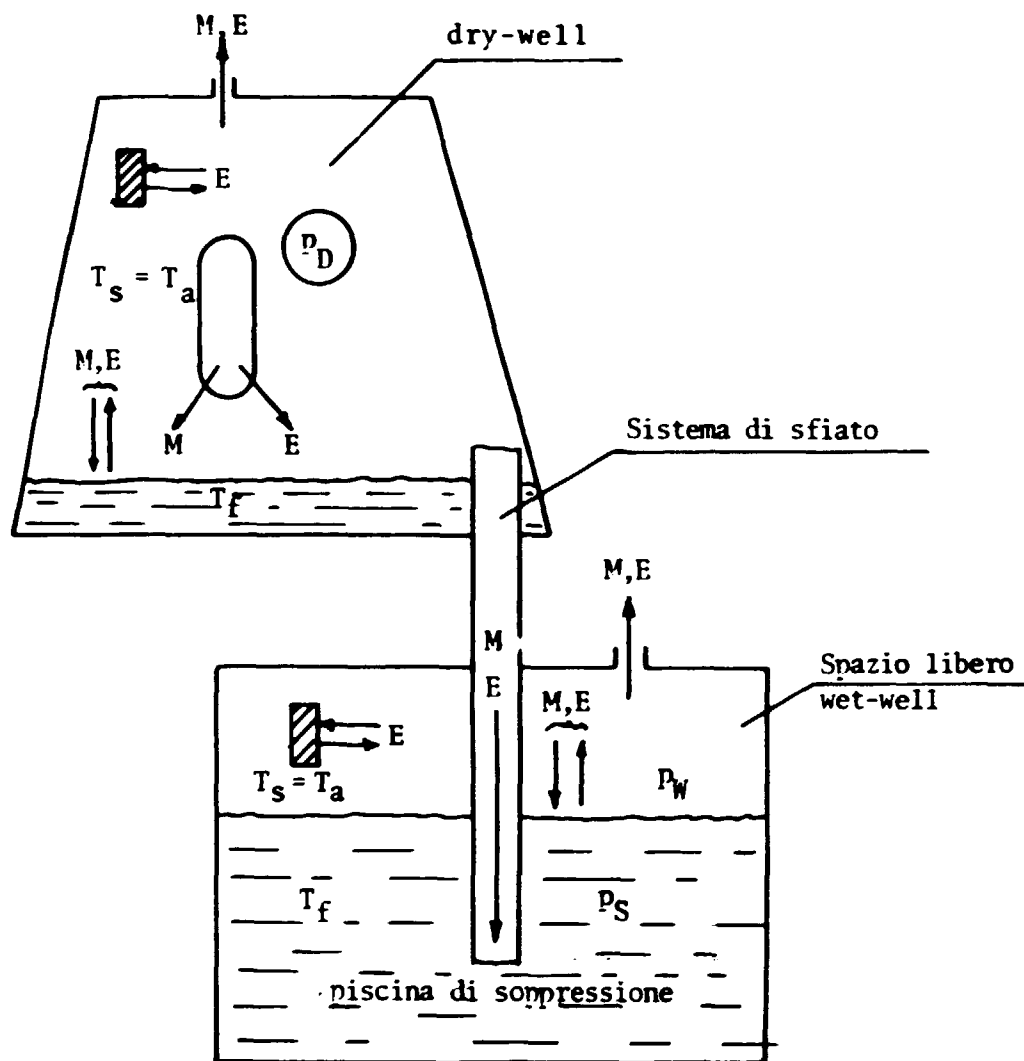 M,E
dry-well
E
p_D
T_s = T_a
M,E
M
E
Sistema di sfiato
T_f
M,E
M
E
Spazio libero
wet-well
M,E
E
T_s = T_a
p_W
T_f
p_S
piscina di soppressione